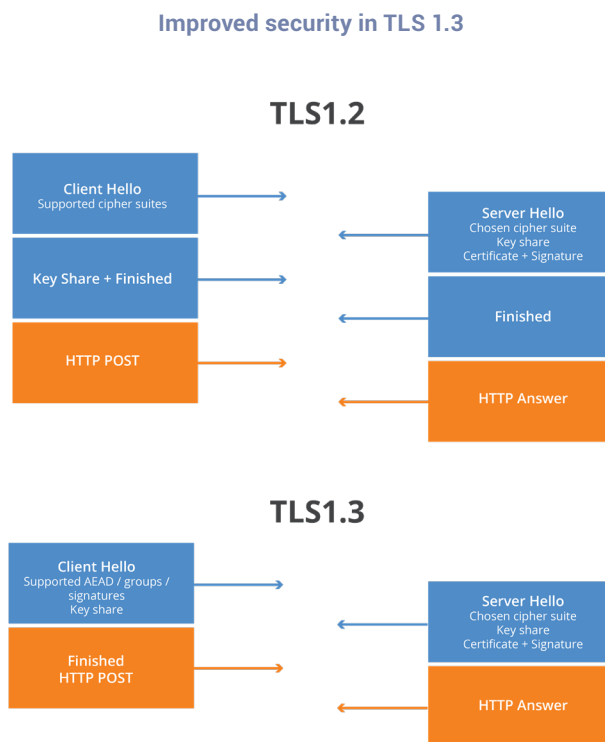 Improved security in TLS 1.3
TLS1.2
Client Hello
Supported cipher suites
Server Hello
Chosen cipher suite
Key share
Certificate + Signature
Key Share + Finished
Finished
HTTP POST
HTTP Answer
TLS1.3
Client Hello
Supported AEAD / groups /
signatures
Key share
Server Hello
Chosen cipher suite
Key share
Certificate + Signature
Finished
HTTP POST
HTTP Answer